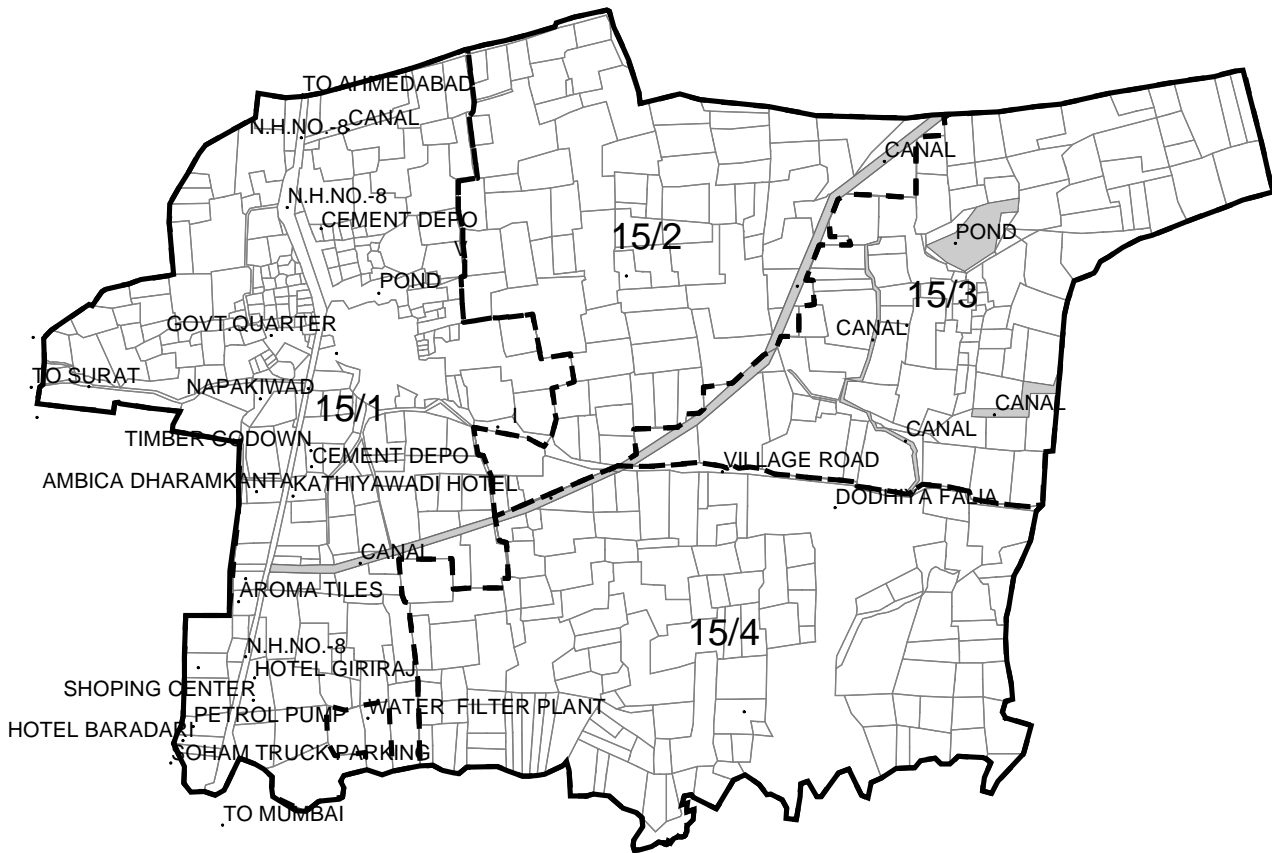 TO AHMEDABAD
N.H.NO.-8
CANAL
CANAL
N.H.NO.-8
CEMENT DEPO
15/2
POND
POND
15/3
GOVT.QUARTER
CANAL
TO SURAT
NAPAKIWAD
15/1
CANAL
TIMBER GODOWN
CANAL
CEMENT DEPO
VILLAGE ROAD
AMBICA DHARAMKANTA
KATHIYAWADI HOTEL
DODHIYA FALIA
CANAL
AROMA TILES
15/4
N.H.NO.-8
HOTEL GIRIRAJ
SHOPING CENTER
PETROL PUMP
WATER FILTER PLANT
HOTEL BARADARI
SOHAM TRUCK PARKING
TO MUMBAI